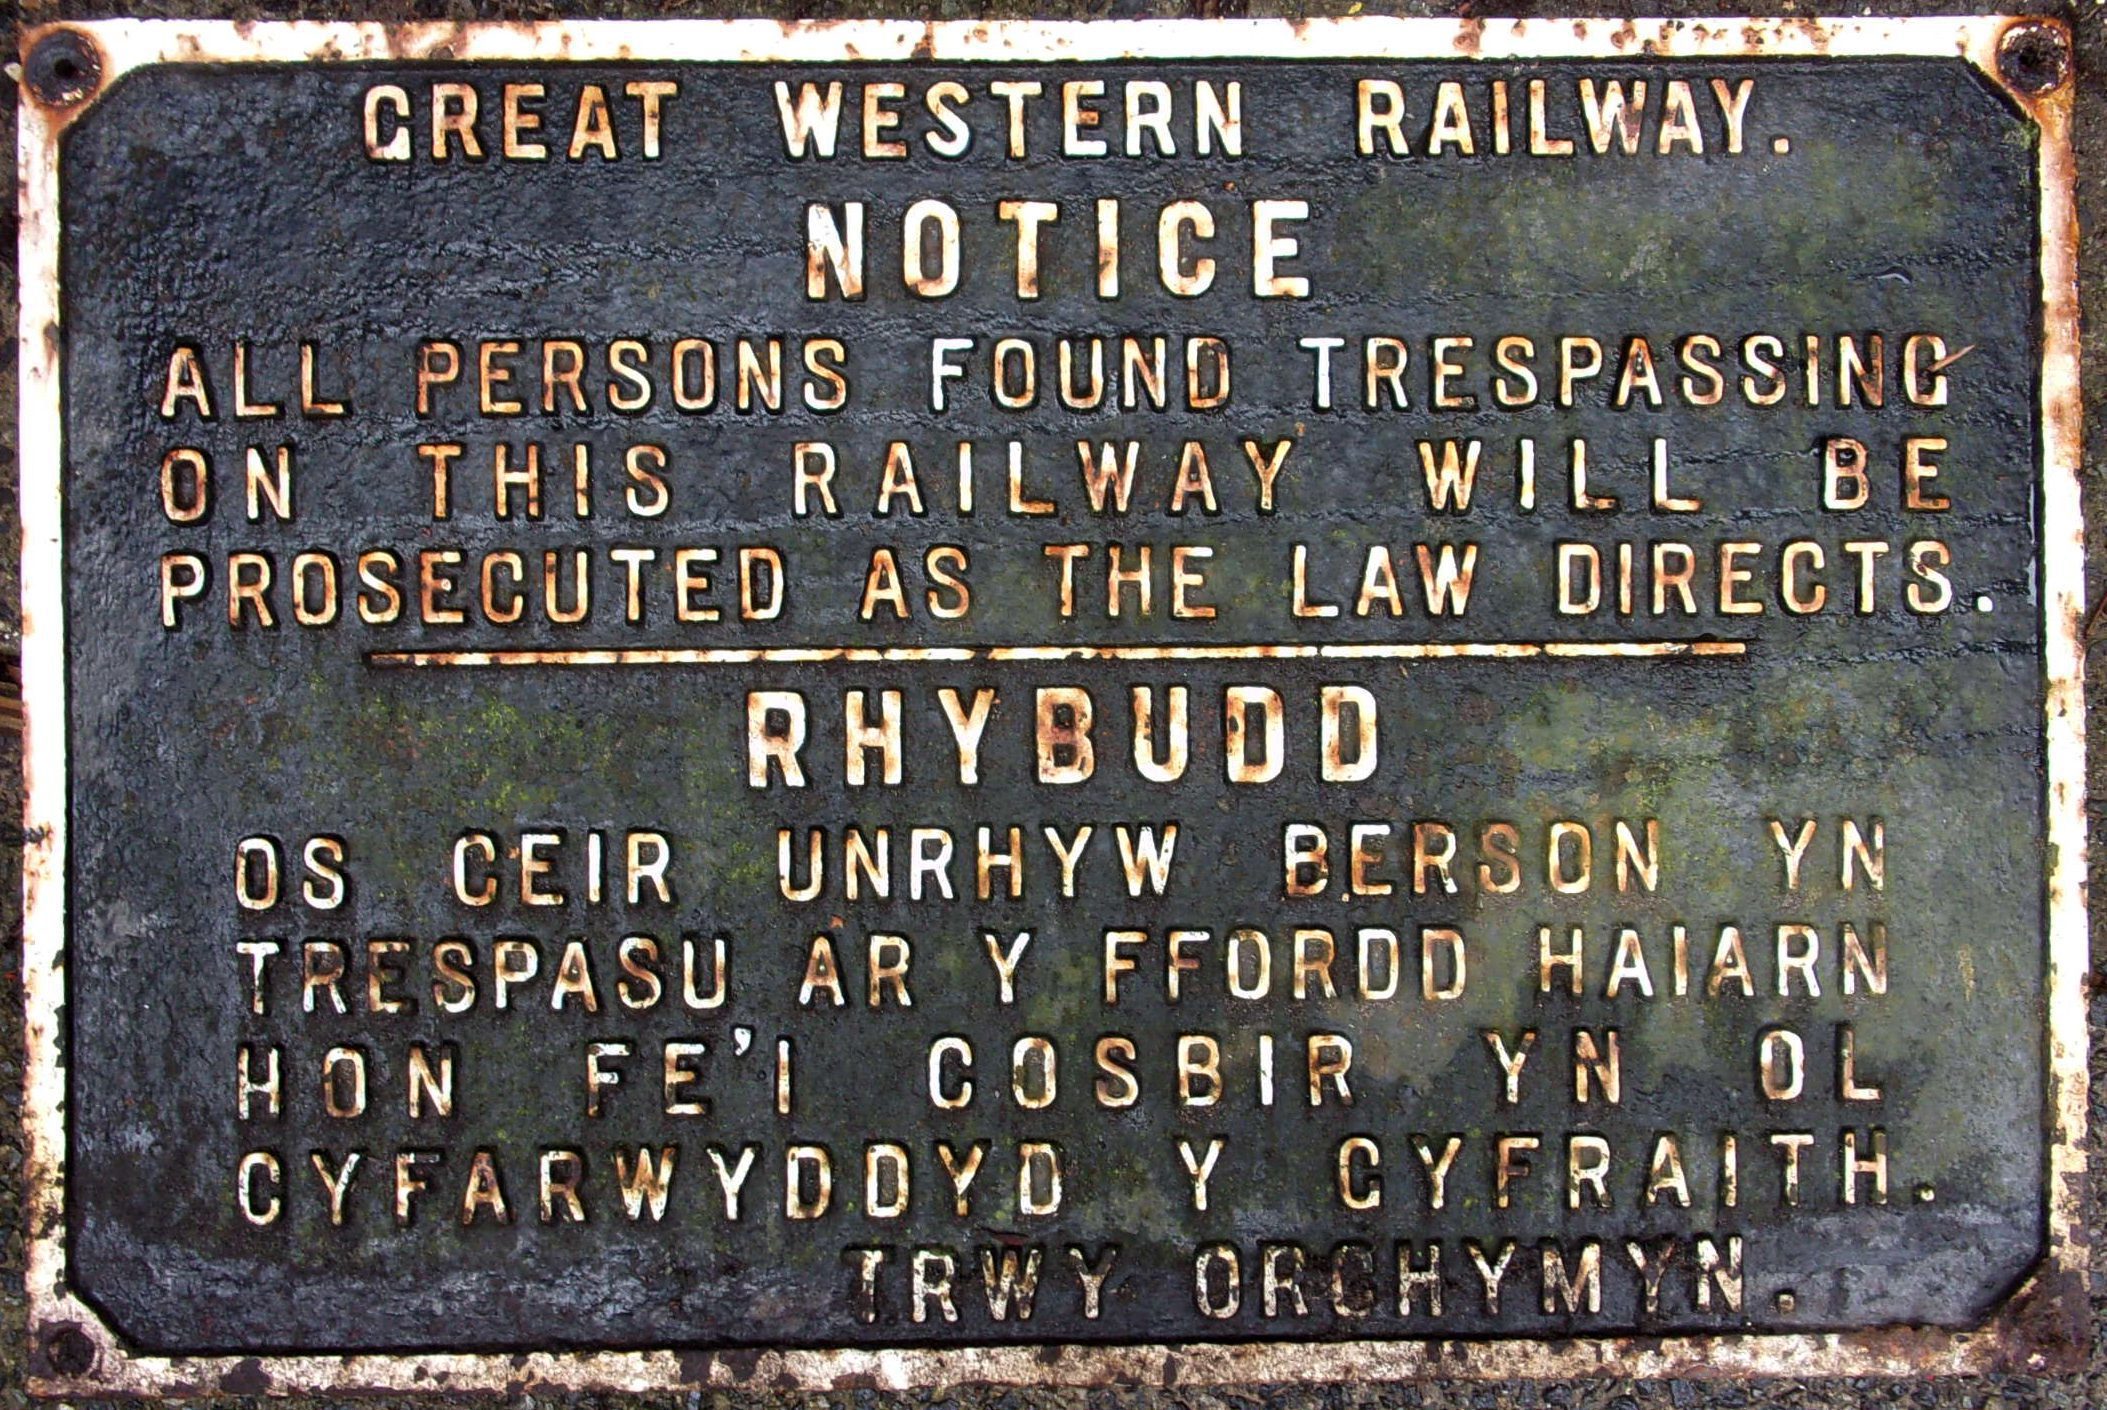 GREAT WESTERN RAILWAY.
NOTICE
ALL PERSONS FOUND TRESPASSING
ON THIS RAILWAY WILL BE
PROSECUTED AS THE LAW DIRECTS.
RHYBUDD
OS CEIR UNRHYW BERSON YN
TRESPASU AR Y FFORDD HAIARN
HON FE'I COSBIR YN OL
CYFARWYDDYD Y GYFRAITH.
TRWY ORCHYMYN.